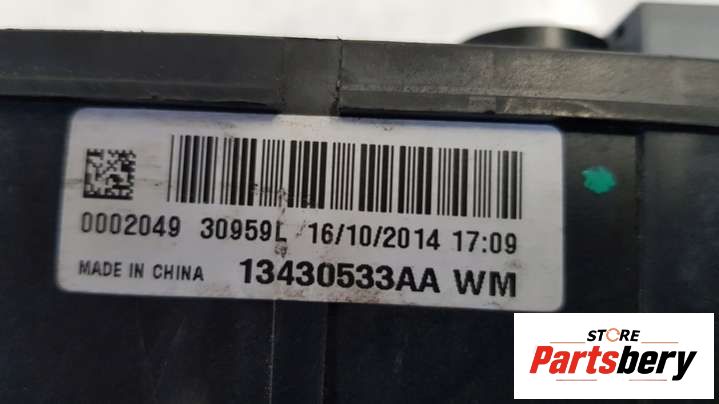 0002049 30959L 16/10/2014 17:09
MADE IN CHINA 13430533AA WM
STORE
Partsbery